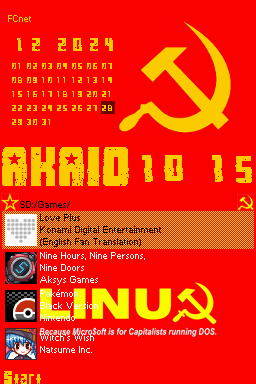 FCnet
12 2024
01 02 03 04 05 06 07
08 09 10 11 12 13 14
15 16 17 18 19 20 21
22 23 24 25 26 27 28
29 30 31
AKAIO 10 15
SD:/Games/
Love Plus
Konami Digital Entertainment
(English Fan Translation)
Nine Hours, Nine Persons,
Nine Doors
Aksys Games
Pokémon
Black Version
Nintendo
INU
Because MicroSoft is for Capitalists running DOS.
Witch's Wish
Natsume Inc.
Start